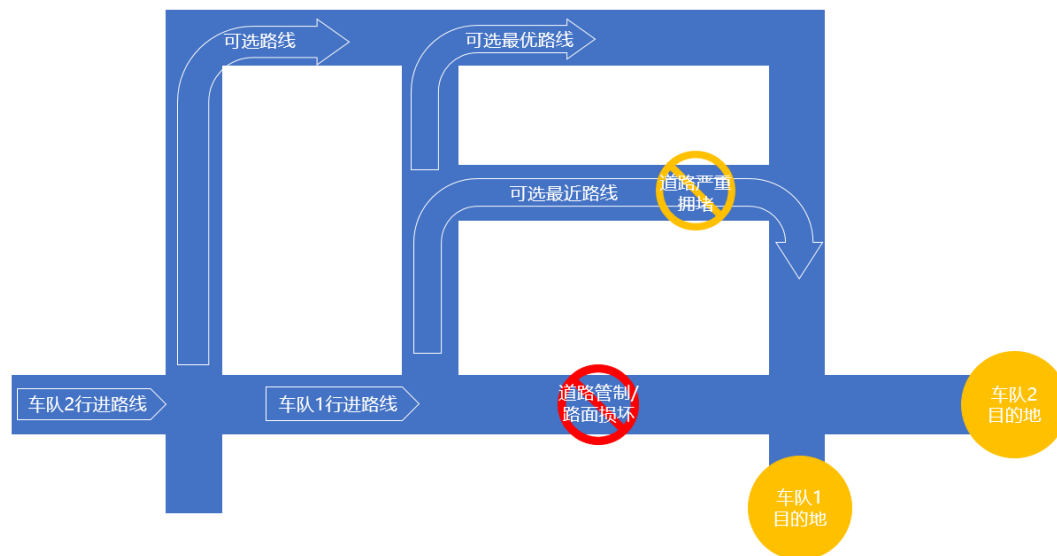 可选路线
可选最优路线
可选最近路线
道路严重
拥堵
车队2行进路线
车队1行进路线
道路管制/
路面损坏
车队2
目的地
车队1
目的地